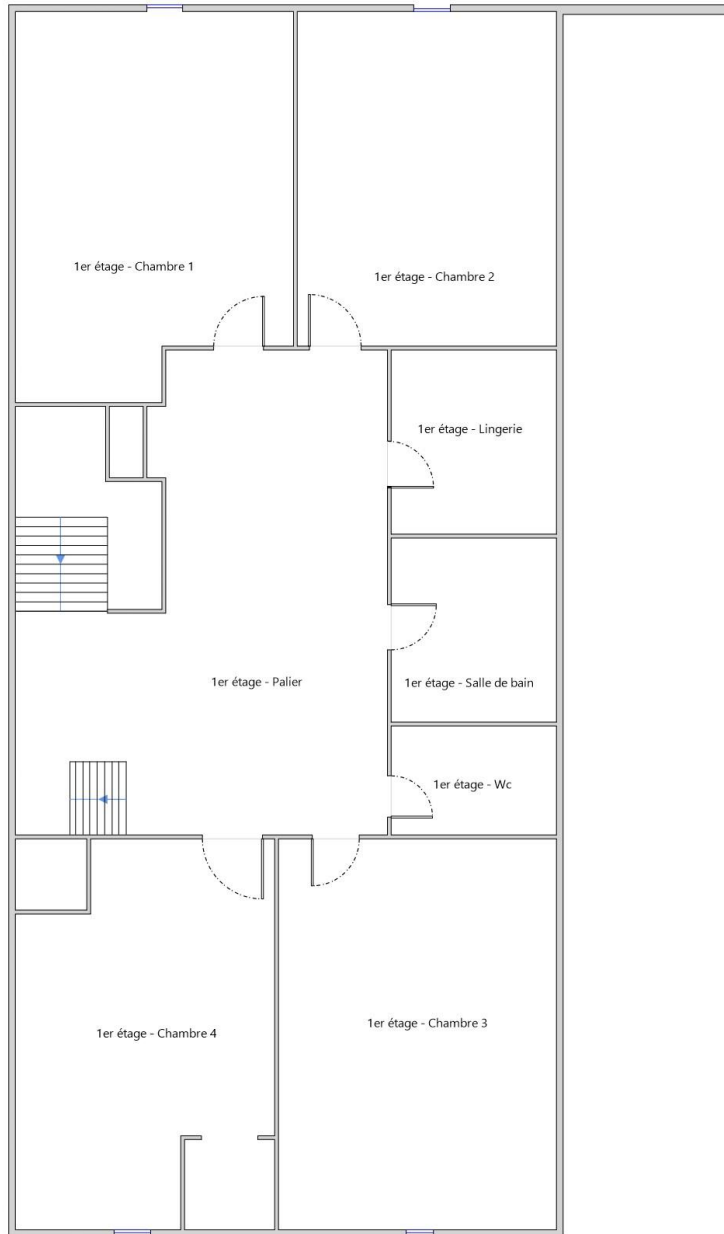 1er étage - Chambre 1
1er étage - Chambre 2
1er étage - Lingerie
1er étage - Palier
1er étage - Salle de bain
1er étage - Wc
1er étage - Chambre 4
1er étage - Chambre 3